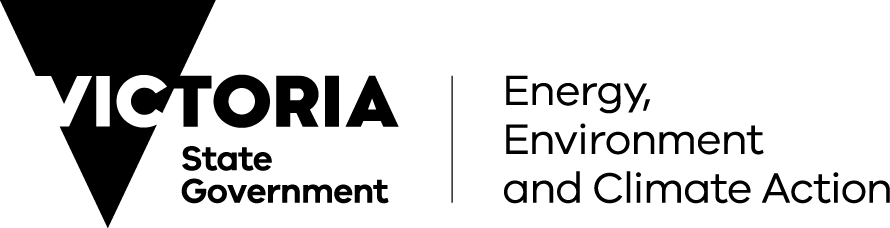 VICTORIA
State
Government
Energy,
Environment
and Climate Action